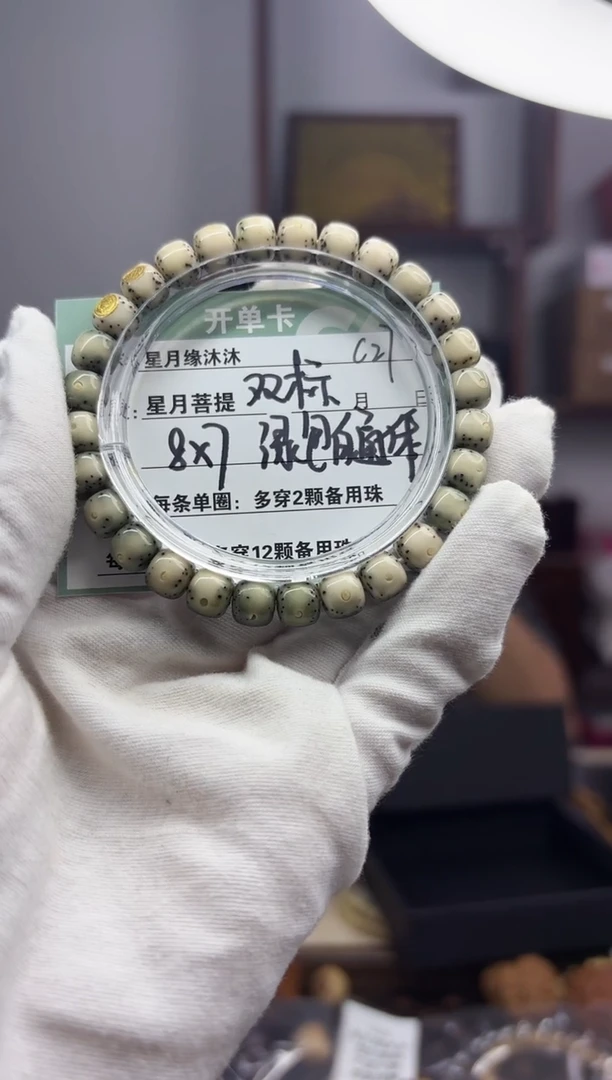 开单卡
星月缘沐沐 C27
星月菩提 双标 月 日
8x7 绿皮白配珠
每条单圈：多穿2颗备用珠
穿12颗备用珠